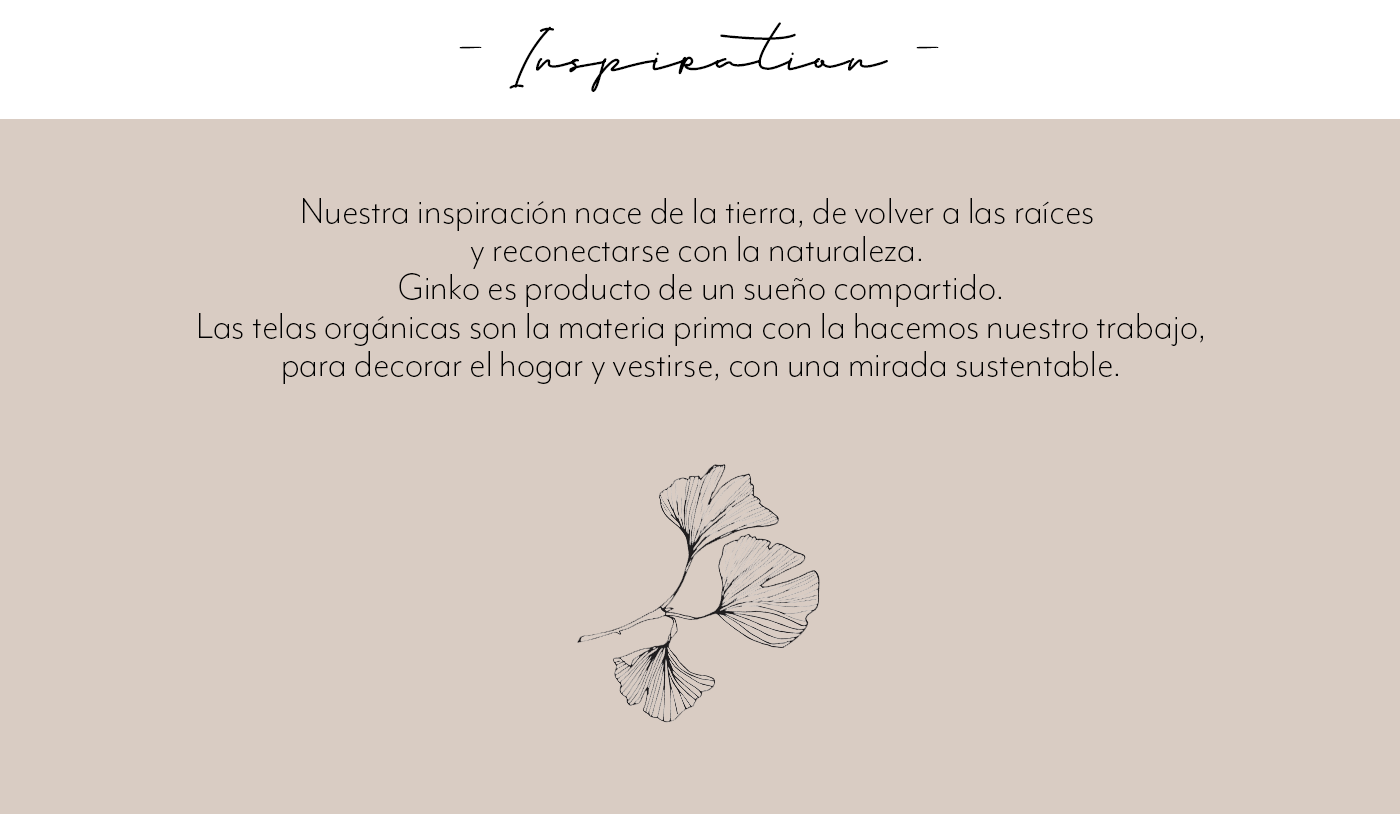 - Inspiration -
Nuestra inspiración nace de la tierra, de volver a las raíces
y reconectarse con la naturaleza.
Ginko es producto de un sueño compartido.
Las telas orgánicas son la materia prima con la hacemos nuestro trabajo,
para decorar el hogar y vestirse, con una mirada sustentable.